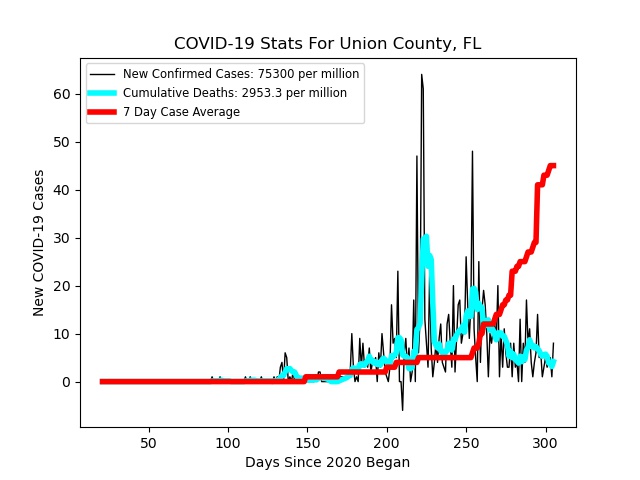 COVID-19 Stats For Union County, FL
New Confirmed Cases: 75300 per million
Cumulative Deaths: 2953.3 per million
7 Day Case Average
New COVID-19 Cases
60
50
40
30
20
10
0
50 100 150 200 250 300
Days Since 2020 Began